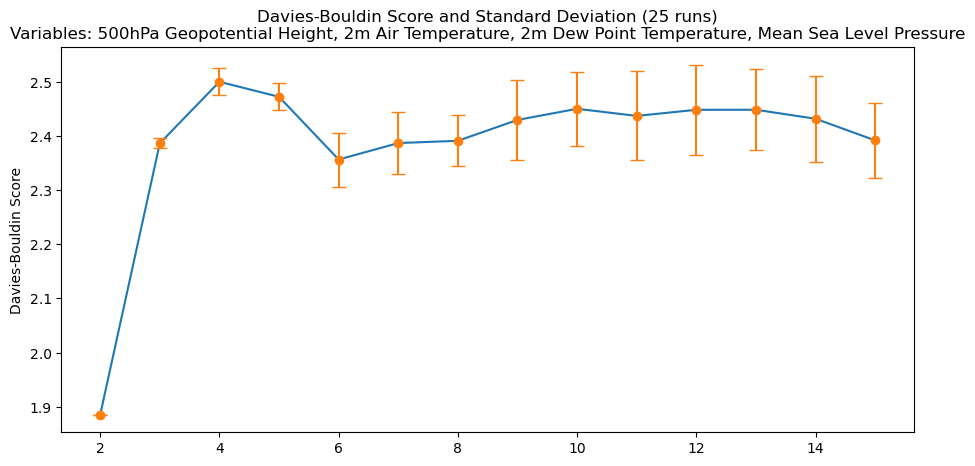 Davies-Bouldin Score and Standard Deviation (25 runs)
Variables: 500hPa Geopotential Height, 2m Air Temperature, 2m Dew Point Temperature, Mean Sea Level Pressure
Davies-Bouldin Score
2.5
2.4
2.3
2.2
2.1
2.0
1.9
2 4 6 8 10 12 14